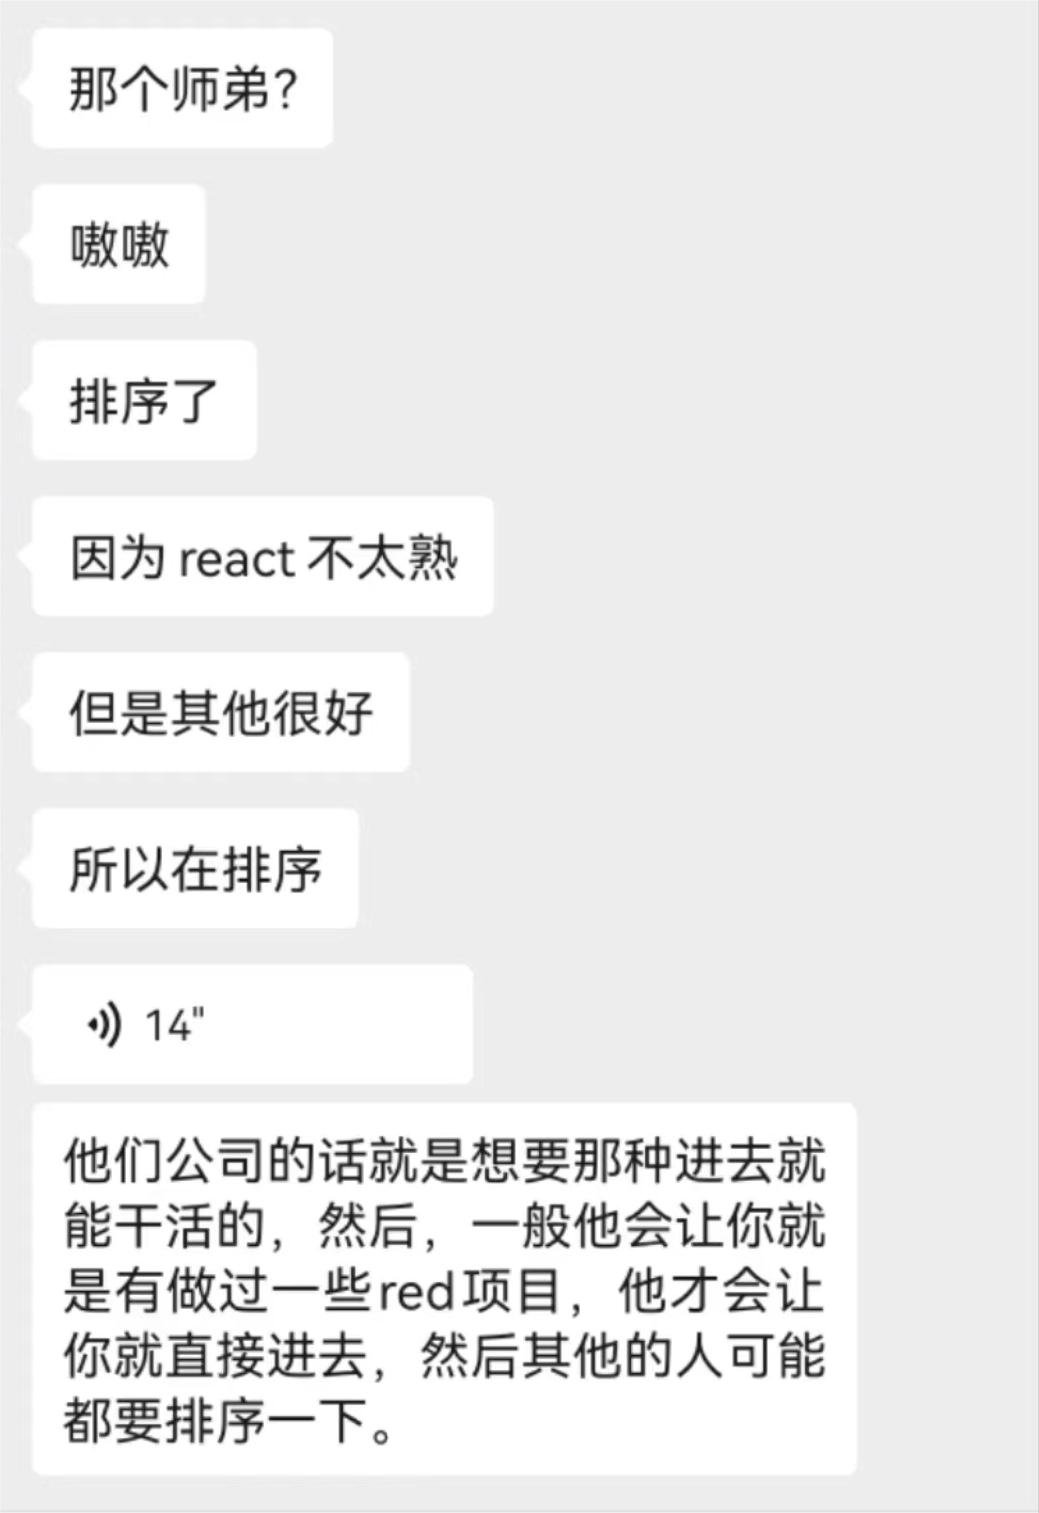 那个师弟？
嗷嗷
排序了
因为 react 不太熟
但是其他很好
所以在排序
14"
他们公司的话就是想要那种进去就
能干活的，然后，一般他会让你就
是有做过一些red项目，他才会让
你就直接进去，然后其他的人可能
都要排序一下。